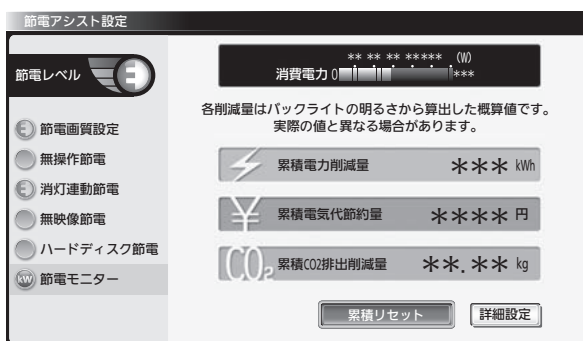 節電アシスト設定
節電レベル
節電画質設定
無操作節電
消灯連動節電
無映像節電
ハードディスク節電
節電モニター
** ** ** ***** (W)
消費電力 0 ***
各削減量はバックライトの明るさから算出した概算値です。
実際の値と異なる場合があります。
累積電力削減量 *** kWh
¥ 累積電気代節約量 **** 円
CO2 累積CO2排出削減量 **.** kg
累積リセット 詳細設定